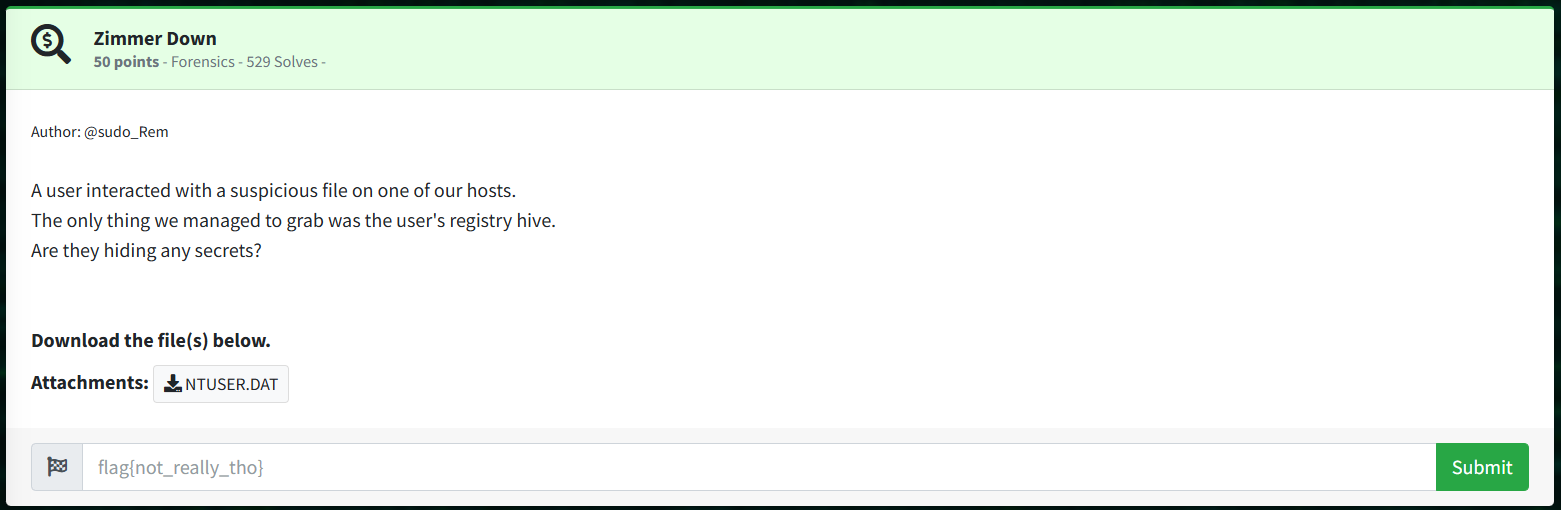 Zimmer Down
50 points - Forensics - 529 Solves -
Author: @sudo_Rem
A user interacted with a suspicious file on one of our hosts.
The only thing we managed to grab was the user's registry hive.
Are they hiding any secrets?
Download the file(s) below.
Attachments: NTUSER.DAT
flag{not_really_tho} Submit